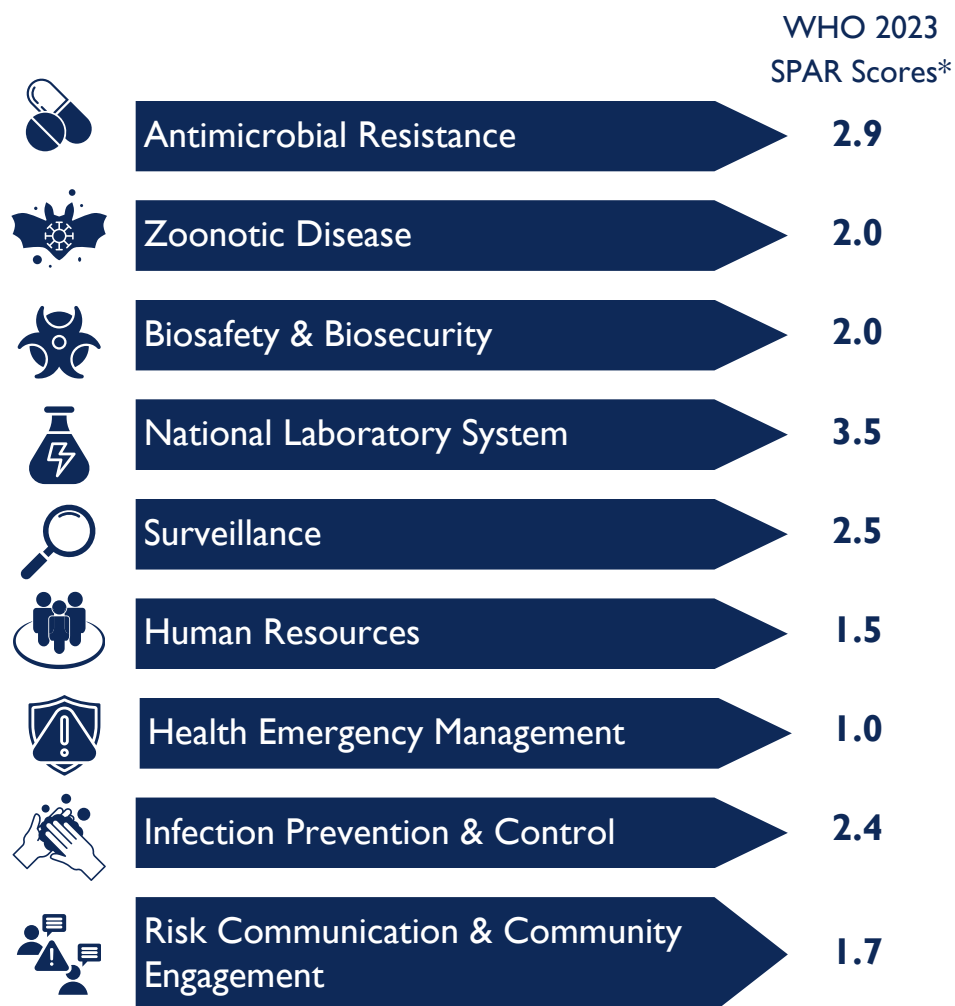 WHO 2023
SPAR Scores*
Antimicrobial Resistance 2.9
Zoonotic Disease 2.0
Biosafety & Biosecurity 2.0
National Laboratory System 3.5
Surveillance 2.5
Human Resources 1.5
Health Emergency Management 1.0
Infection Prevention & Control 2.4
Risk Communication & Community
Engagement 1.7